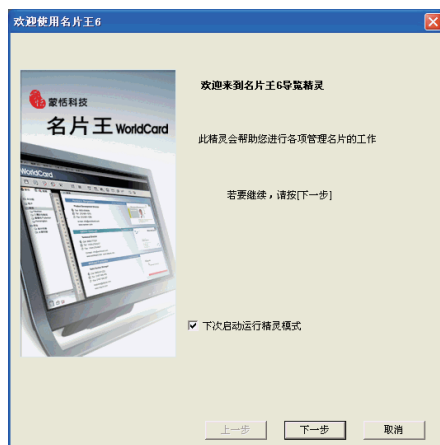 欢迎使用名片王6
蒙恬科技
名片王 WorldCard
WorldCard
欢迎来到名片王6导览精灵
此精灵会帮助您进行各项管理名片的工作
若要继续，请按[下一步]
下次启动运行精灵模式
上一步
下一步
取消